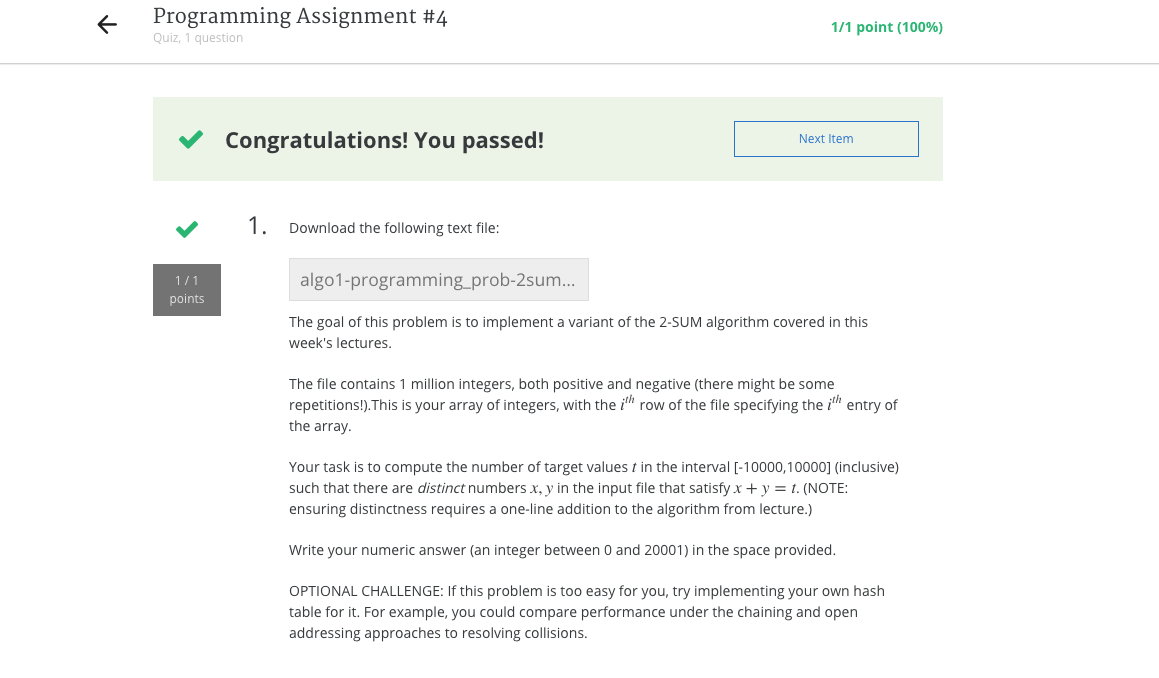 Programming Assignment #4
Quiz, 1 question
1/1 point (100%)
Congratulations! You passed!
Next Item
1 / 1
points
1.
Download the following text file:
algo1-programming_prob-2sum...
The goal of this problem is to implement a variant of the 2-SUM algorithm covered in this
week's lectures.
The file contains 1 million integers, both positive and negative (there might be some
repetitions!).This is your array of integers, with the i^th row of the file specifying the i^th entry of
the array.
Your task is to compute the number of target values t in the interval [-10000,10000] (inclusive)
such that there are distinct numbers x, y in the input file that satisfy x + y = t. (NOTE:
ensuring distinctness requires a one-line addition to the algorithm from lecture.)
Write your numeric answer (an integer between 0 and 20001) in the space provided.
OPTIONAL CHALLENGE: If this problem is too easy for you, try implementing your own hash
table for it. For example, you could compare performance under the chaining and open
addressing approaches to resolving collisions.